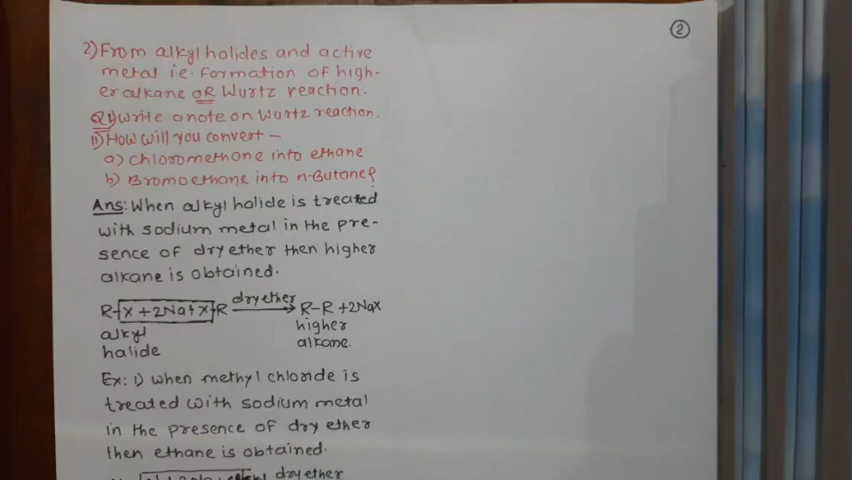 2
2) From alkyl halides and active
metal i.e. formation of high-
er alkane OR Wurtz reaction.
Q1) write a note on Wurtz reaction.
ii) How will you convert -
a) chloromethane into ethane
b) Bromoethane into n-Butane?
Ans: When alkyl halide is treated
with sodium metal in the pre-
sence of dry ether then higher
alkane is obtained.
R-X + 2Na + X-R dry ether → R-R + 2NaX
alkyl halide
higher alkane.
Ex: 1) when methyl chloride is
treated with sodium metal
in the presence of dry ether
then ethane is obtained.
dry ether